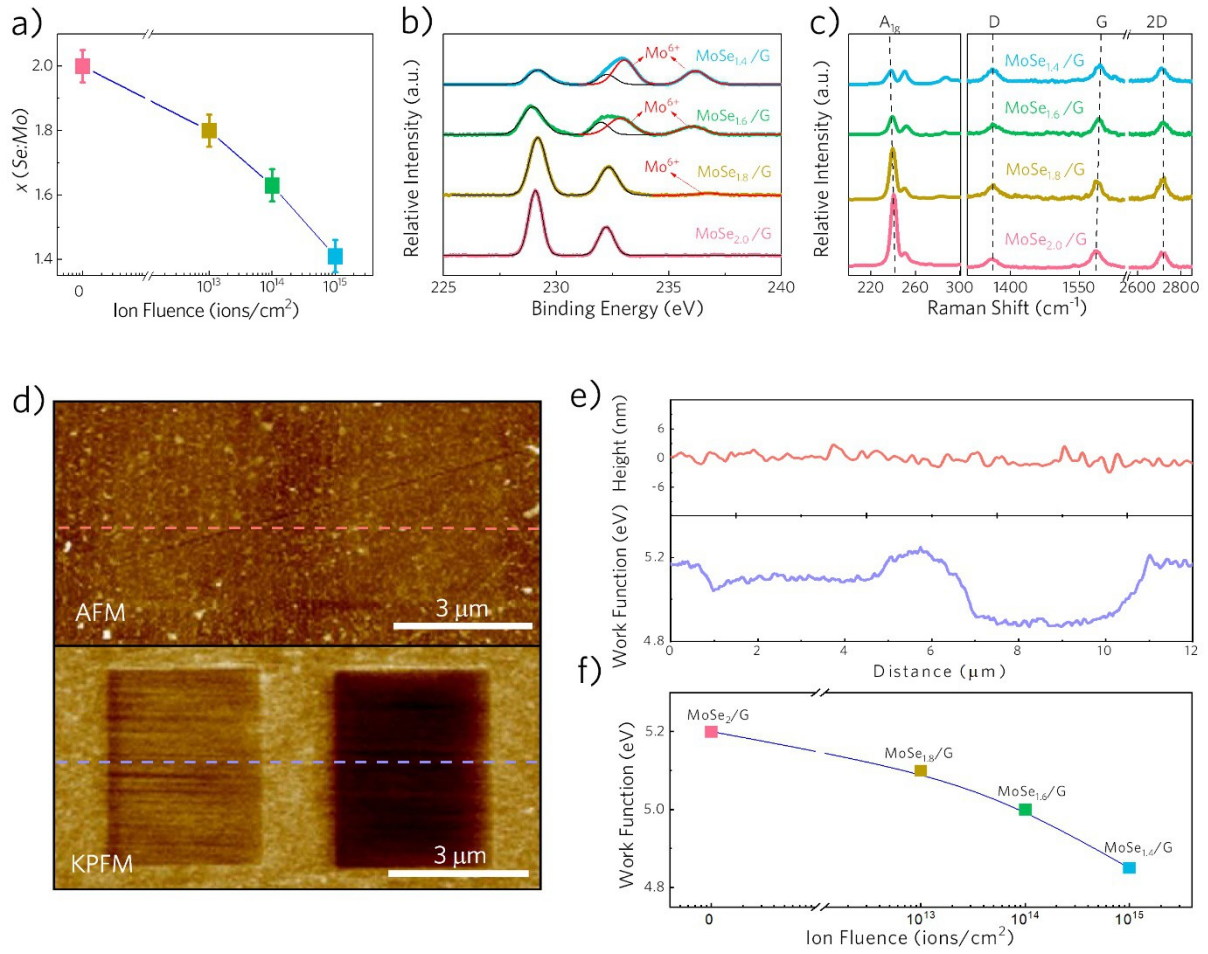 a)
x (Se:Mo)
2.0
1.8
1.6
1.4
0
10¹³
10¹⁴
10¹⁵
Ion Fluence (ions/cm²)
b)
Relative Intensity (a.u.)
Mo⁶⁺
MoSe₁.₄/G
Mo⁶⁺
MoSe₁.₆/G
Mo⁶⁺
MoSe₁.₈/G
MoSe₂.₀/G
225
230
235
240
Binding Energy (eV)
c)
Relative Intensity (a.u.)
A₁g
D
G
2D
MoSe₁.₄/G
MoSe₁.₆/G
MoSe₁.₈/G
MoSe₂.₀/G
220
260
300
1400
1550
2600
2800
Raman Shift (cm⁻¹)
d)
AFM
3 μm
KPFM
3 μm
e)
Height (nm)
6
0
-6
Work Function (eV)
5.2
4.8
0
2
4
6
8
10
12
Distance (μm)
f)
Work Function (eV)
5.2
5.0
4.8
MoSe₂/G
MoSe₁.₈/G
MoSe₁.₆/G
MoSe₁.₄/G
0
10¹³
10¹⁴
10¹⁵
Ion Fluence (ions/cm²)